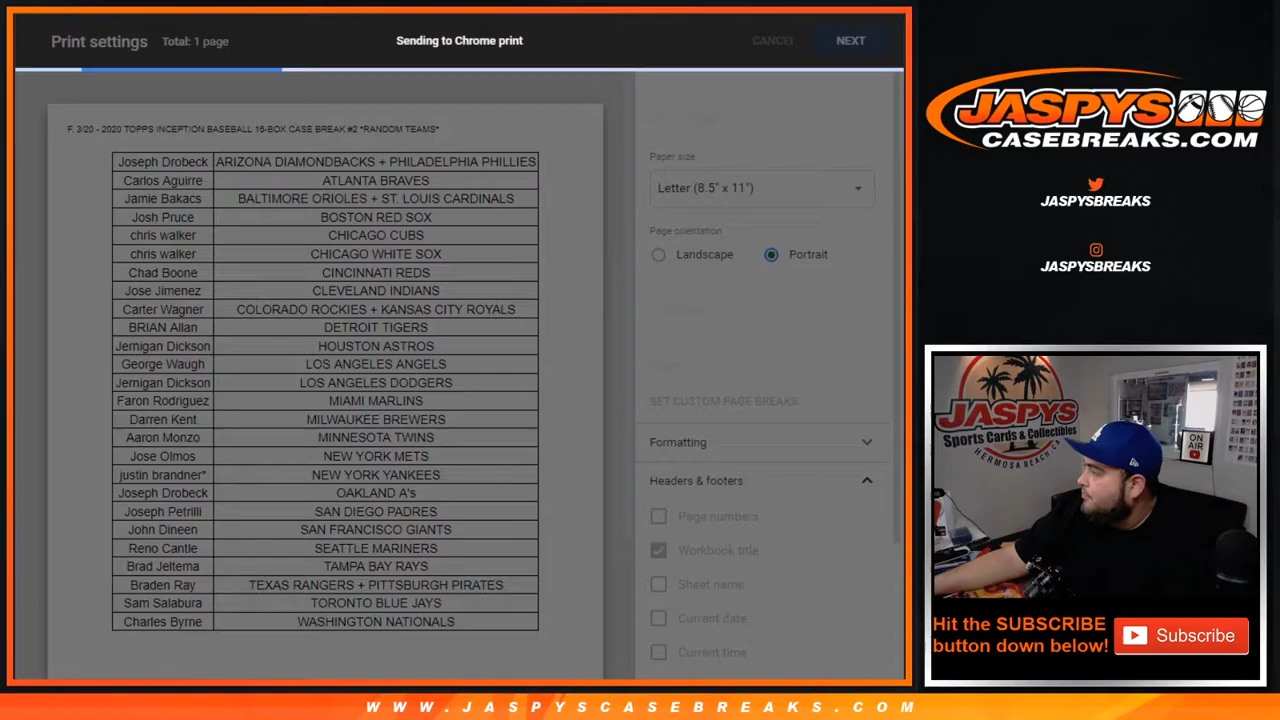 Print settings Total: 1 page Sending to Chrome print CANCEL NEXT
F. 3/20 - 2020 TOPPS INCEPTION BASEBALL 16-BOX CASE BREAK #2 *RANDOM TEAMS*
Joseph Drobeck ARIZONA DIAMONDBACKS + PHILADELPHIA PHILLIES
Carlos Aguirre ATLANTA BRAVES
Jamie Bakacs BALTIMORE ORIOLES + ST. LOUIS CARDINALS
Josh Pruce BOSTON RED SOX
chris walker CHICAGO CUBS
chris walker CHICAGO WHITE SOX
Chad Boone CINCINNATI REDS
Jose Jimenez CLEVELAND INDIANS
Carter Wagner COLORADO ROCKIES + KANSAS CITY ROYALS
BRIAN Allan DETROIT TIGERS
Jernigan Dickson HOUSTON ASTROS
George Waugh LOS ANGELES ANGELS
Jernigan Dickson LOS ANGELES DODGERS
Faron Rodriguez MIAMI MARLINS
Darren Kent MILWAUKEE BREWERS
Aaron Monzo MINNESOTA TWINS
Jose Olmos NEW YORK METS
justin brandner* NEW YORK YANKEES
Joseph Drobeck OAKLAND A's
Joseph Petrilli SAN DIEGO PADRES
John Dineen SAN FRANCISCO GIANTS
Reno Cantle SEATTLE MARINERS
Brad Jeltema TAMPA BAY RAYS
Braden Ray TEXAS RANGERS + PITTSBURGH PIRATES
Sam Salabura TORONTO BLUE JAYS
Charles Byrne WASHINGTON NATIONALS
Paper size
Letter (8.5" x 11")
Page orientation
Landscape Portrait
SET CUSTOM PAGE BREAKS
Formatting
Headers & footers
Page numbers
Workbook title
Sheet name
Current date
Current time
JASPYS
CASEBREAKS.COM
JASPYSBREAKS
JASPYSBREAKS
JASPYS
Sports Cards & Collectibles
HERMOSA BEACH CA
ON AIR
Hit the SUBSCRIBE
button down below!
Subscribe
WWW.JASPYSCASEBREAKS.COM